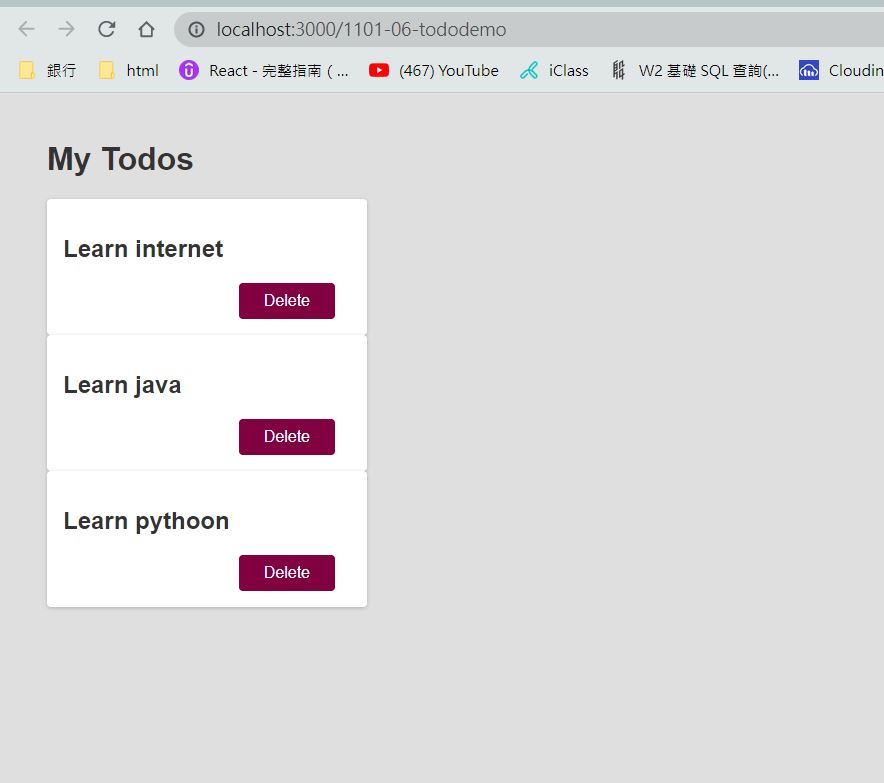 localhost:3000/1101-06-tododemo
銀行 html React - 完整指南 ( ... (467) YouTube iClass W2 基礎 SQL 查詢(... Cloudin
My Todos
Learn internet
Delete
Learn java
Delete
Learn pythoon
Delete